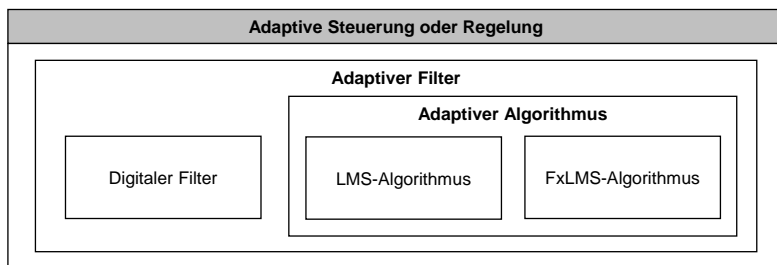 Adaptive Steuerung oder Regelung
Adaptiver Filter
Adaptiver Algorithmus
Digitaler Filter
LMS-Algorithmus
FxLMS-Algorithmus